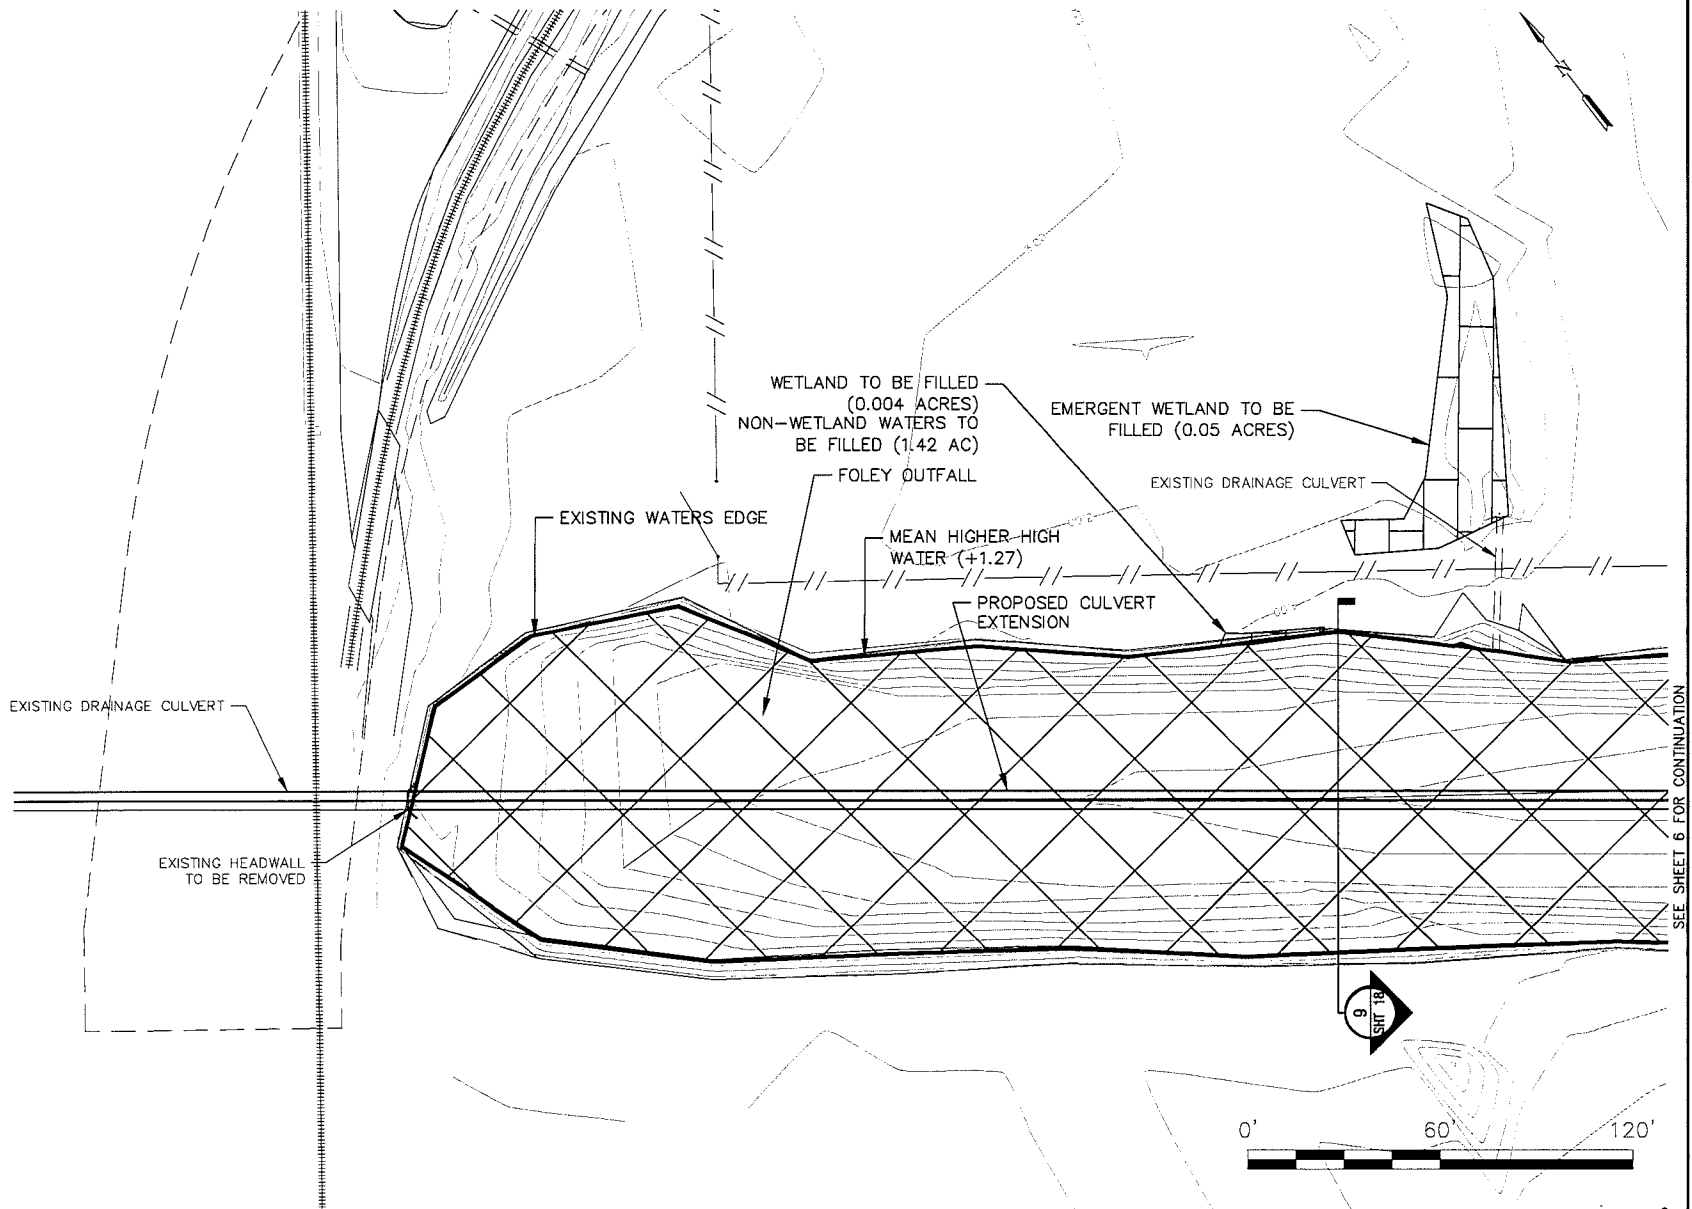 N
WETLAND TO BE FILLED
(0.004 ACRES)
NON-WETLAND WATERS TO
BE FILLED (1.42 AC)
FOLEY OUTFALL
EMERGENT WETLAND TO BE
FILLED (0.05 ACRES)
EXISTING DRAINAGE CULVERT
EXISTING WATERS EDGE
MEAN HIGHER HIGH
WATER (+1.27)
PROPOSED CULVERT
EXTENSION
EXISTING DRAINAGE CULVERT
EXISTING HEADWALL
TO BE REMOVED
SEE SHEET 6 FOR CONTINUATION
9
SHT 18
0' 60' 120'